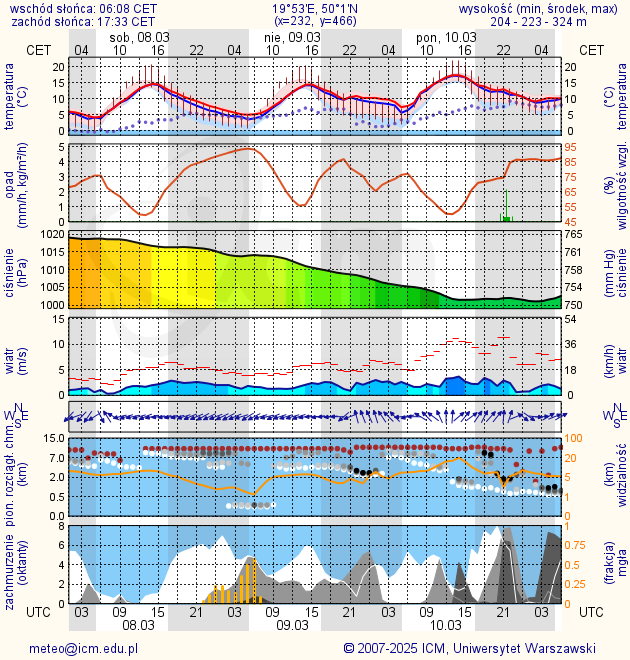 wschód słońca: 06:08 CET 19°53'E, 50°1'N wysokość (min, środek, max)
zachód słońca: 17:33 CET (x=232, y=466) 204 - 223 - 324 m
sob, 08.03 nie, 09.03 pon, 10.03
CET 04 10 16 22 04 10 16 22 04 10 16 22 04 CET
temperatura (°C) 20 15 10 5 0 20 15 10 5 0 (°C) temperatura
opad (mm/h, kg/m²/h) 5 4 3 2 1 0 95 85 75 65 55 45 (%) wilgotność wzgl.
ciśnienie (hPa) 1020 1015 1010 1005 1000 765 761 758 754 750 (mm Hg) ciśnienie
wiatr (m/s) 15 10 5 0 54 36 18 0 (km/h) wiatr
N W E S N W E S
pion. rozciągł. chm. (km) 15.0 7.0 2.0 0.5 0.0 100 20 5 1 0 (km) widzialność
zachmurzenie (oktanty) 8 6 4 2 0 1 0.75 0.5 0.25 0 (frakcja) mgła
UTC 03 09 15 21 03 09 15 21 03 09 15 21 03 UTC
08.03 09.03 10.03
meteo@icm.edu.pl © 2007-2025 ICM, Uniwersytet Warszawski